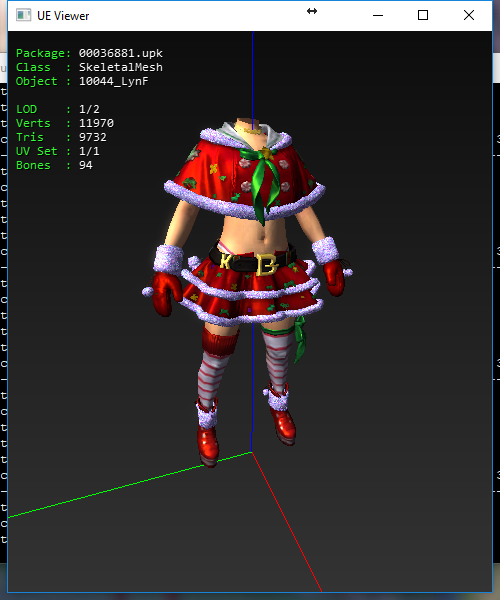 UE Viewer
Package: 00036881.upk
Class : SkeletalMesh
Object : 10044_LynF
LOD : 1/2
Verts : 11970
Tris : 9732
UV Set : 1/1
Bones : 94
K B